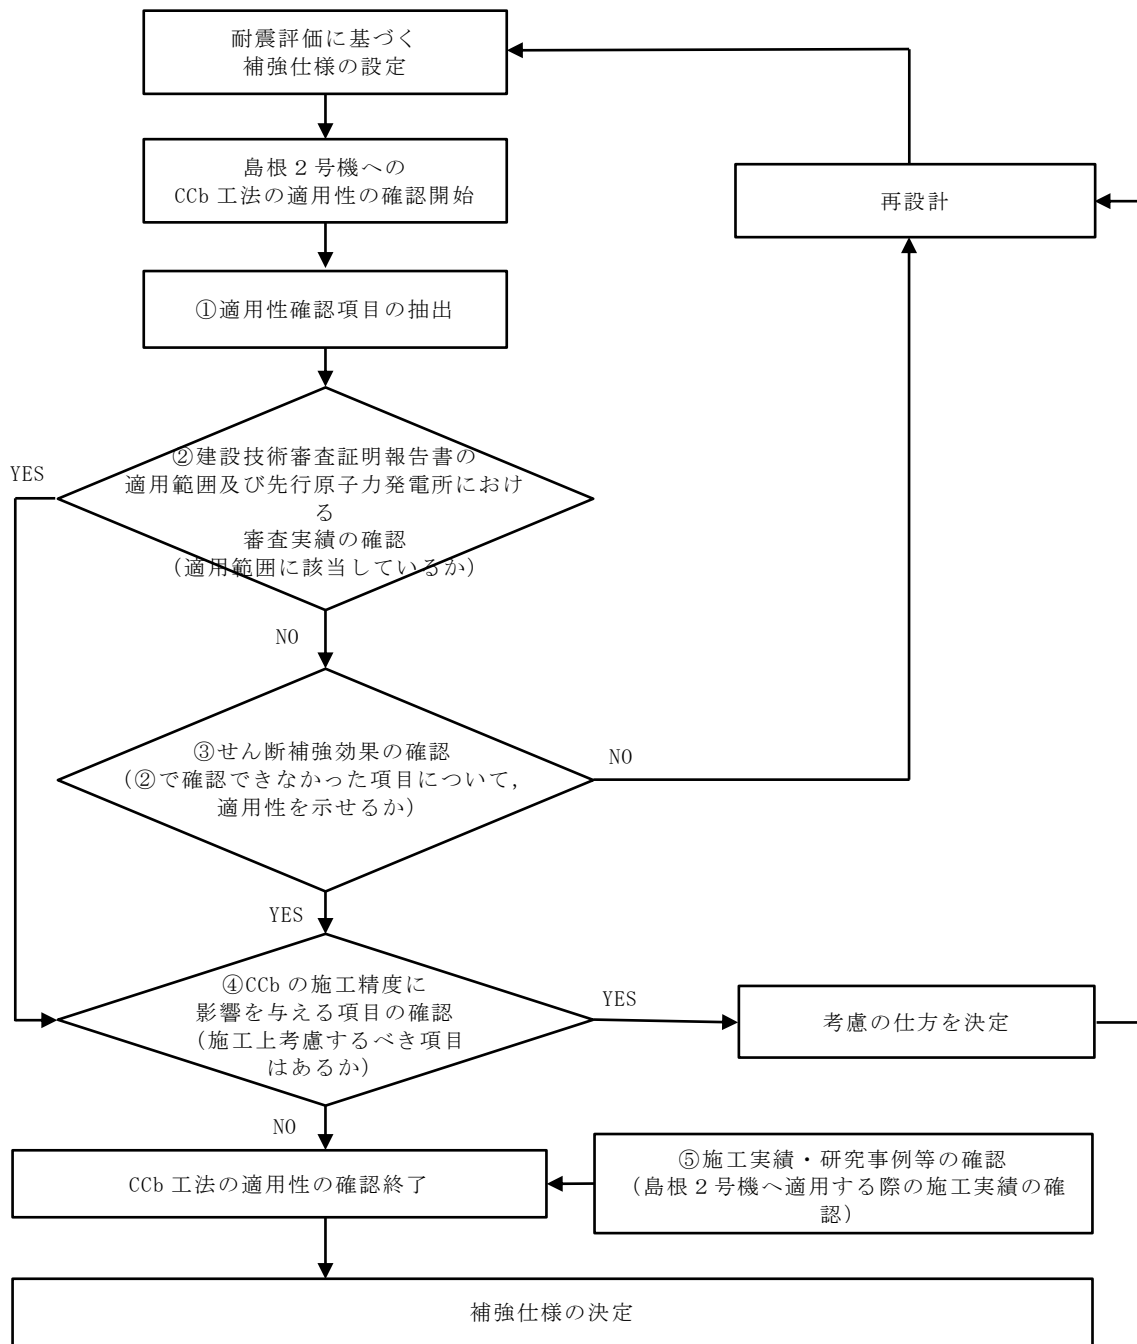 耐震評価に基づく
補強仕様の設定
島根２号機への
CCb 工法の適用性の確認開始
再設計
①適用性確認項目の抽出
②建設技術審査証明報告書の
適用範囲及び先行原子力発電所におけ
る
審査実績の確認
（適用範囲に該当しているか）
YES
NO
③せん断補強効果の確認
（②で確認できなかった項目について，
適用性を示せるか）
NO
YES
④CCb の施工精度に
影響を与える項目の確認
（施工上考慮するべき項目
はあるか）
YES
考慮の仕方を決定
NO
CCb 工法の適用性の確認終了
⑤施工実績・研究事例等の確認
（島根２号機へ適用する際の施工実績の確
認）
補強仕様の決定